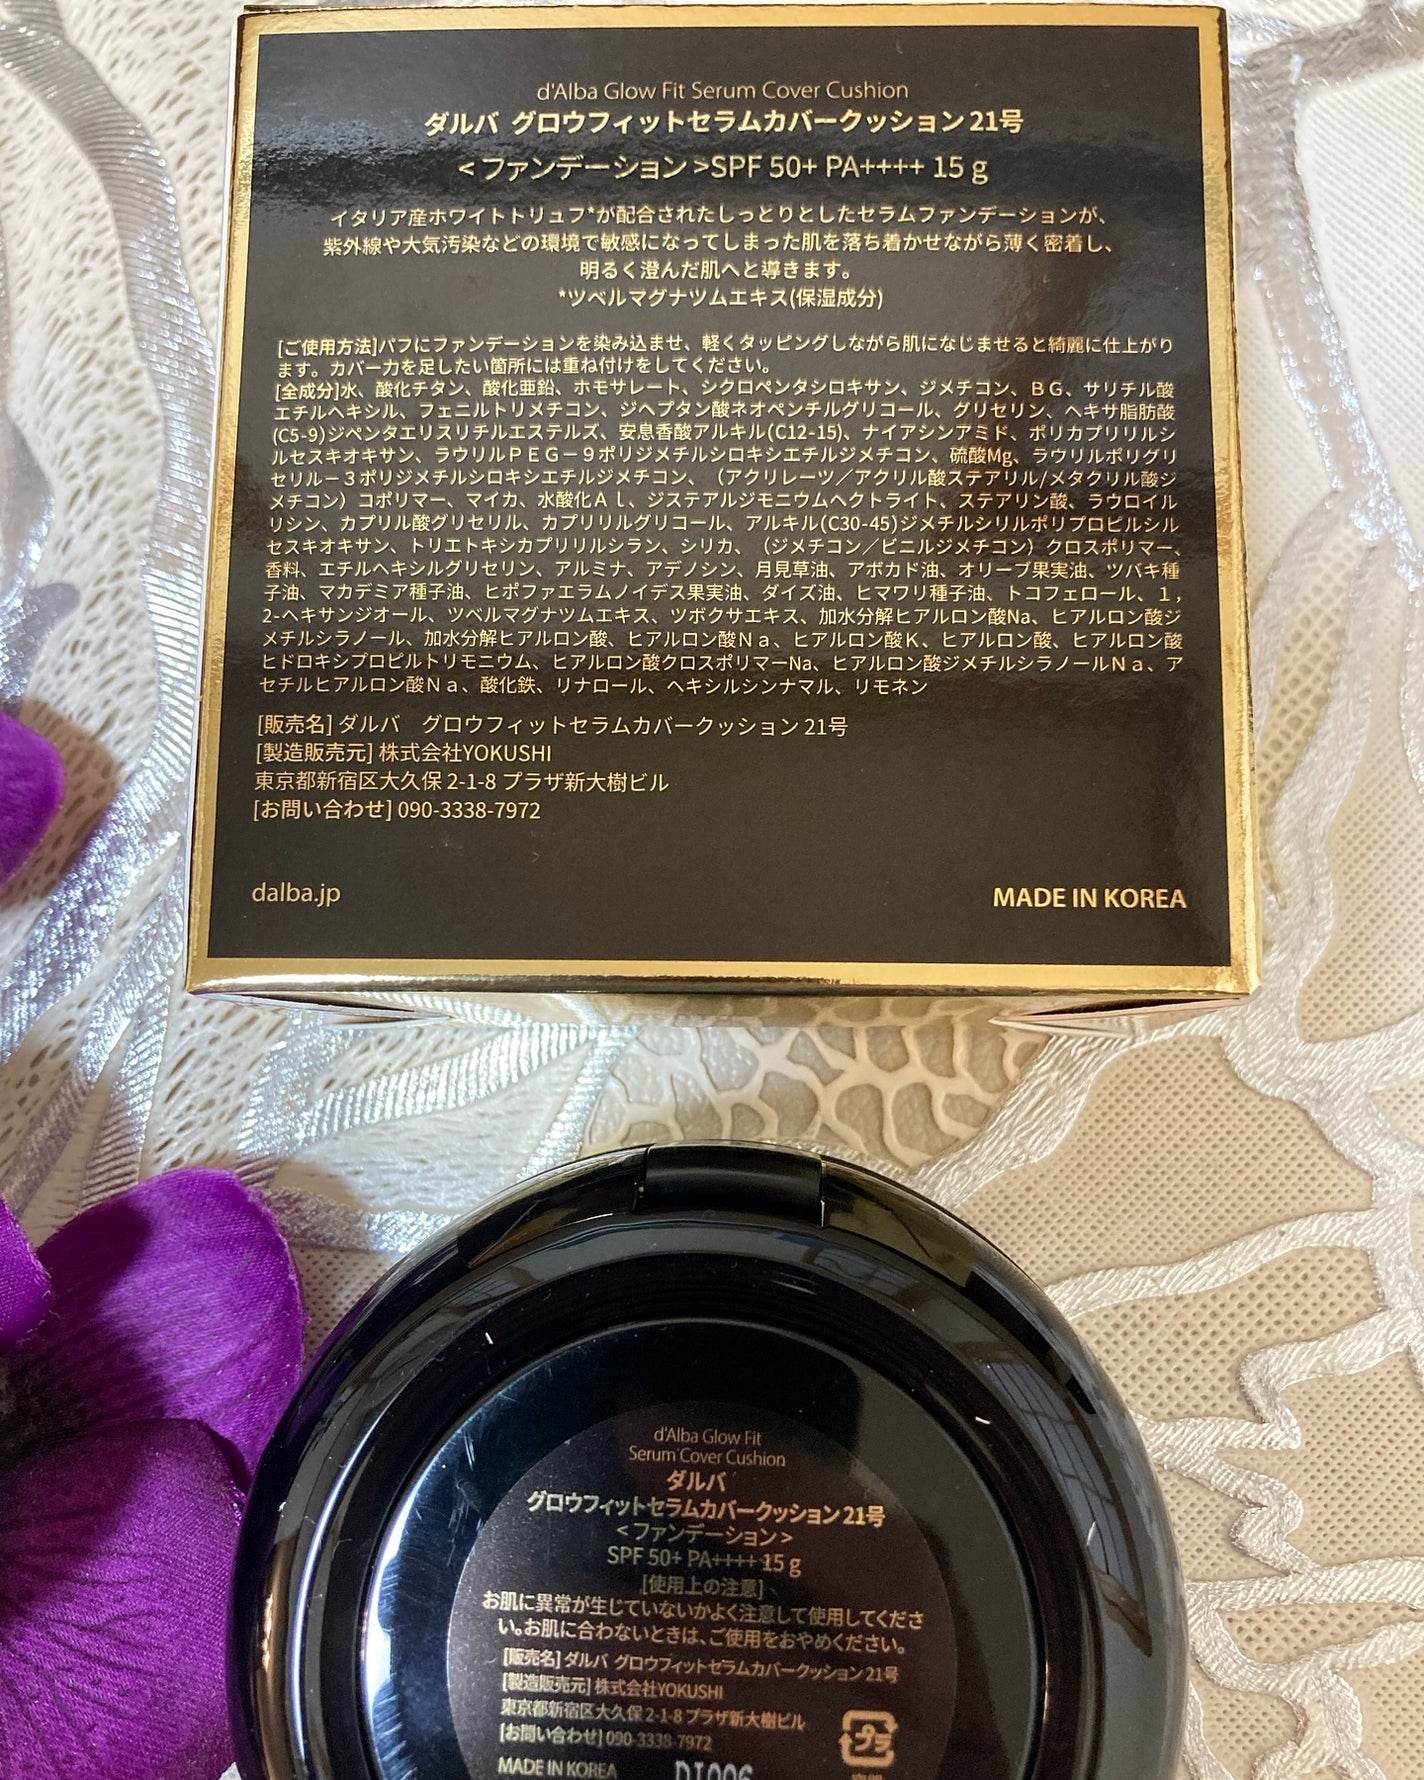 d'Alba Glow Fit Serum Cover Cushion
ダルバ グロウフィットセラムカバークッション 21号
<ファンデーション>SPF 50+ PA++++ 15 g
イタリア産ホワイトトリュフ*が配合されたしっとりとしたセラムファンデーションが、
紫外線や大気汚染などの環境で敏感になってしまった肌を落ち着かせながら薄く密着し、
明るく澄んだ肌へと導きます。
*ツベルマグナツムエキス(保湿成分)
[ご使用方法]パフにファンデーションを染み込ませ、軽くタッピングしながら肌になじませると綺麗に仕上がり
ます。カバー力を足したい箇所には重ね付けをしてください。
[全成分]水、酸化チタン、酸化亜鉛、ホモサレート、シクロペンタシロキサン、ジメチコン、ＢＧ、サリチル酸
エチルヘキシル、フェニルトリメチコン、ジヘプタン酸ネオペンチルグリコール、グリセリン、ヘキサ脂肪酸
(C5-9)ジペンタエリスリチルエステルズ、安息香酸アルキル(C12-15)、ナイアシンアミド、ポリカプリリルシ
ルセスキオキサン、ラウリルＰＥＧ－９ポリジメチルシロキシエチルジメチコン、硫酸Mg、ラウリルポリグリ
セリル－３ポリジメチルシロキシエチルジメチコン、（アクリレーツ／アクリル酸ステアリル/メタクリル酸ジ
メチコン）コポリマー、マイカ、水酸化Ａｌ、ジステアルジモニウムヘクトライト、ステアリン酸、ラウロイル
リシン、カプリル酸グリセリル、カプリリルグリコール、アルキル(C30-45)ジメチルシリルポリプロピルシル
セスキオキサン、トリエトキシカプリリルシラン、シリカ、（ジメチコン／ビニルジメチコン）クロスポリマー、
香料、エチルヘキシルグリセリン、アルミナ、アデノシン、月見草油、アボカド油、オリーブ果実油、ツバキ種
子油、マカデミア種子油、ヒポファエラムノイデス果実油、ダイズ油、ヒマワリ種子油、トコフェロール、１，
2-ヘキサンジオール、ツベルマグナツムエキス、ツボクサエキス、加水分解ヒアルロン酸Na、ヒアルロン酸ジ
メチルシラノール、加水分解ヒアルロン酸、ヒアルロン酸Ｎａ、ヒアルロン酸Ｋ、ヒアルロン酸、ヒアルロン酸
ヒドロキシプロピルトリモニウム、ヒアルロン酸クロスポリマーNa、ヒアルロン酸ジメチルシラノールＮａ、ア
セチルヒアルロン酸Ｎａ、酸化鉄、リナロール、ヘキシルシンナマル、リモネン
[販売名] ダルバ　グロウフィットセラムカバークッション 21号
[製造販売元] 株式会社YOKUSHI
東京都新宿区大久保 2-1-8 プラザ新大樹ビル
[お問い合わせ] 090-3338-7972
dalba.jp
MADE IN KOREA
d'Alba Glow Fit
Serum Cover Cushion
ダルバ
グロウフィットセラムカバークッション 21号
<ファンデーション>
SPF 50+ PA++++ 15 g
[使用上の注意]
お肌に異常が生じていないかよく注意して使用してくださ
い。お肌に合わないときは、ご使用をおやめください。
[販売名] ダルバ グロウフィットセラムカバークッション 21号
[製造販売元] 株式会社YOKUSHI
東京都新宿区大久保 2-1-8 プラザ新大樹ビル
[お問い合わせ] 090-3338-7972
プラ
MADE IN KOREA